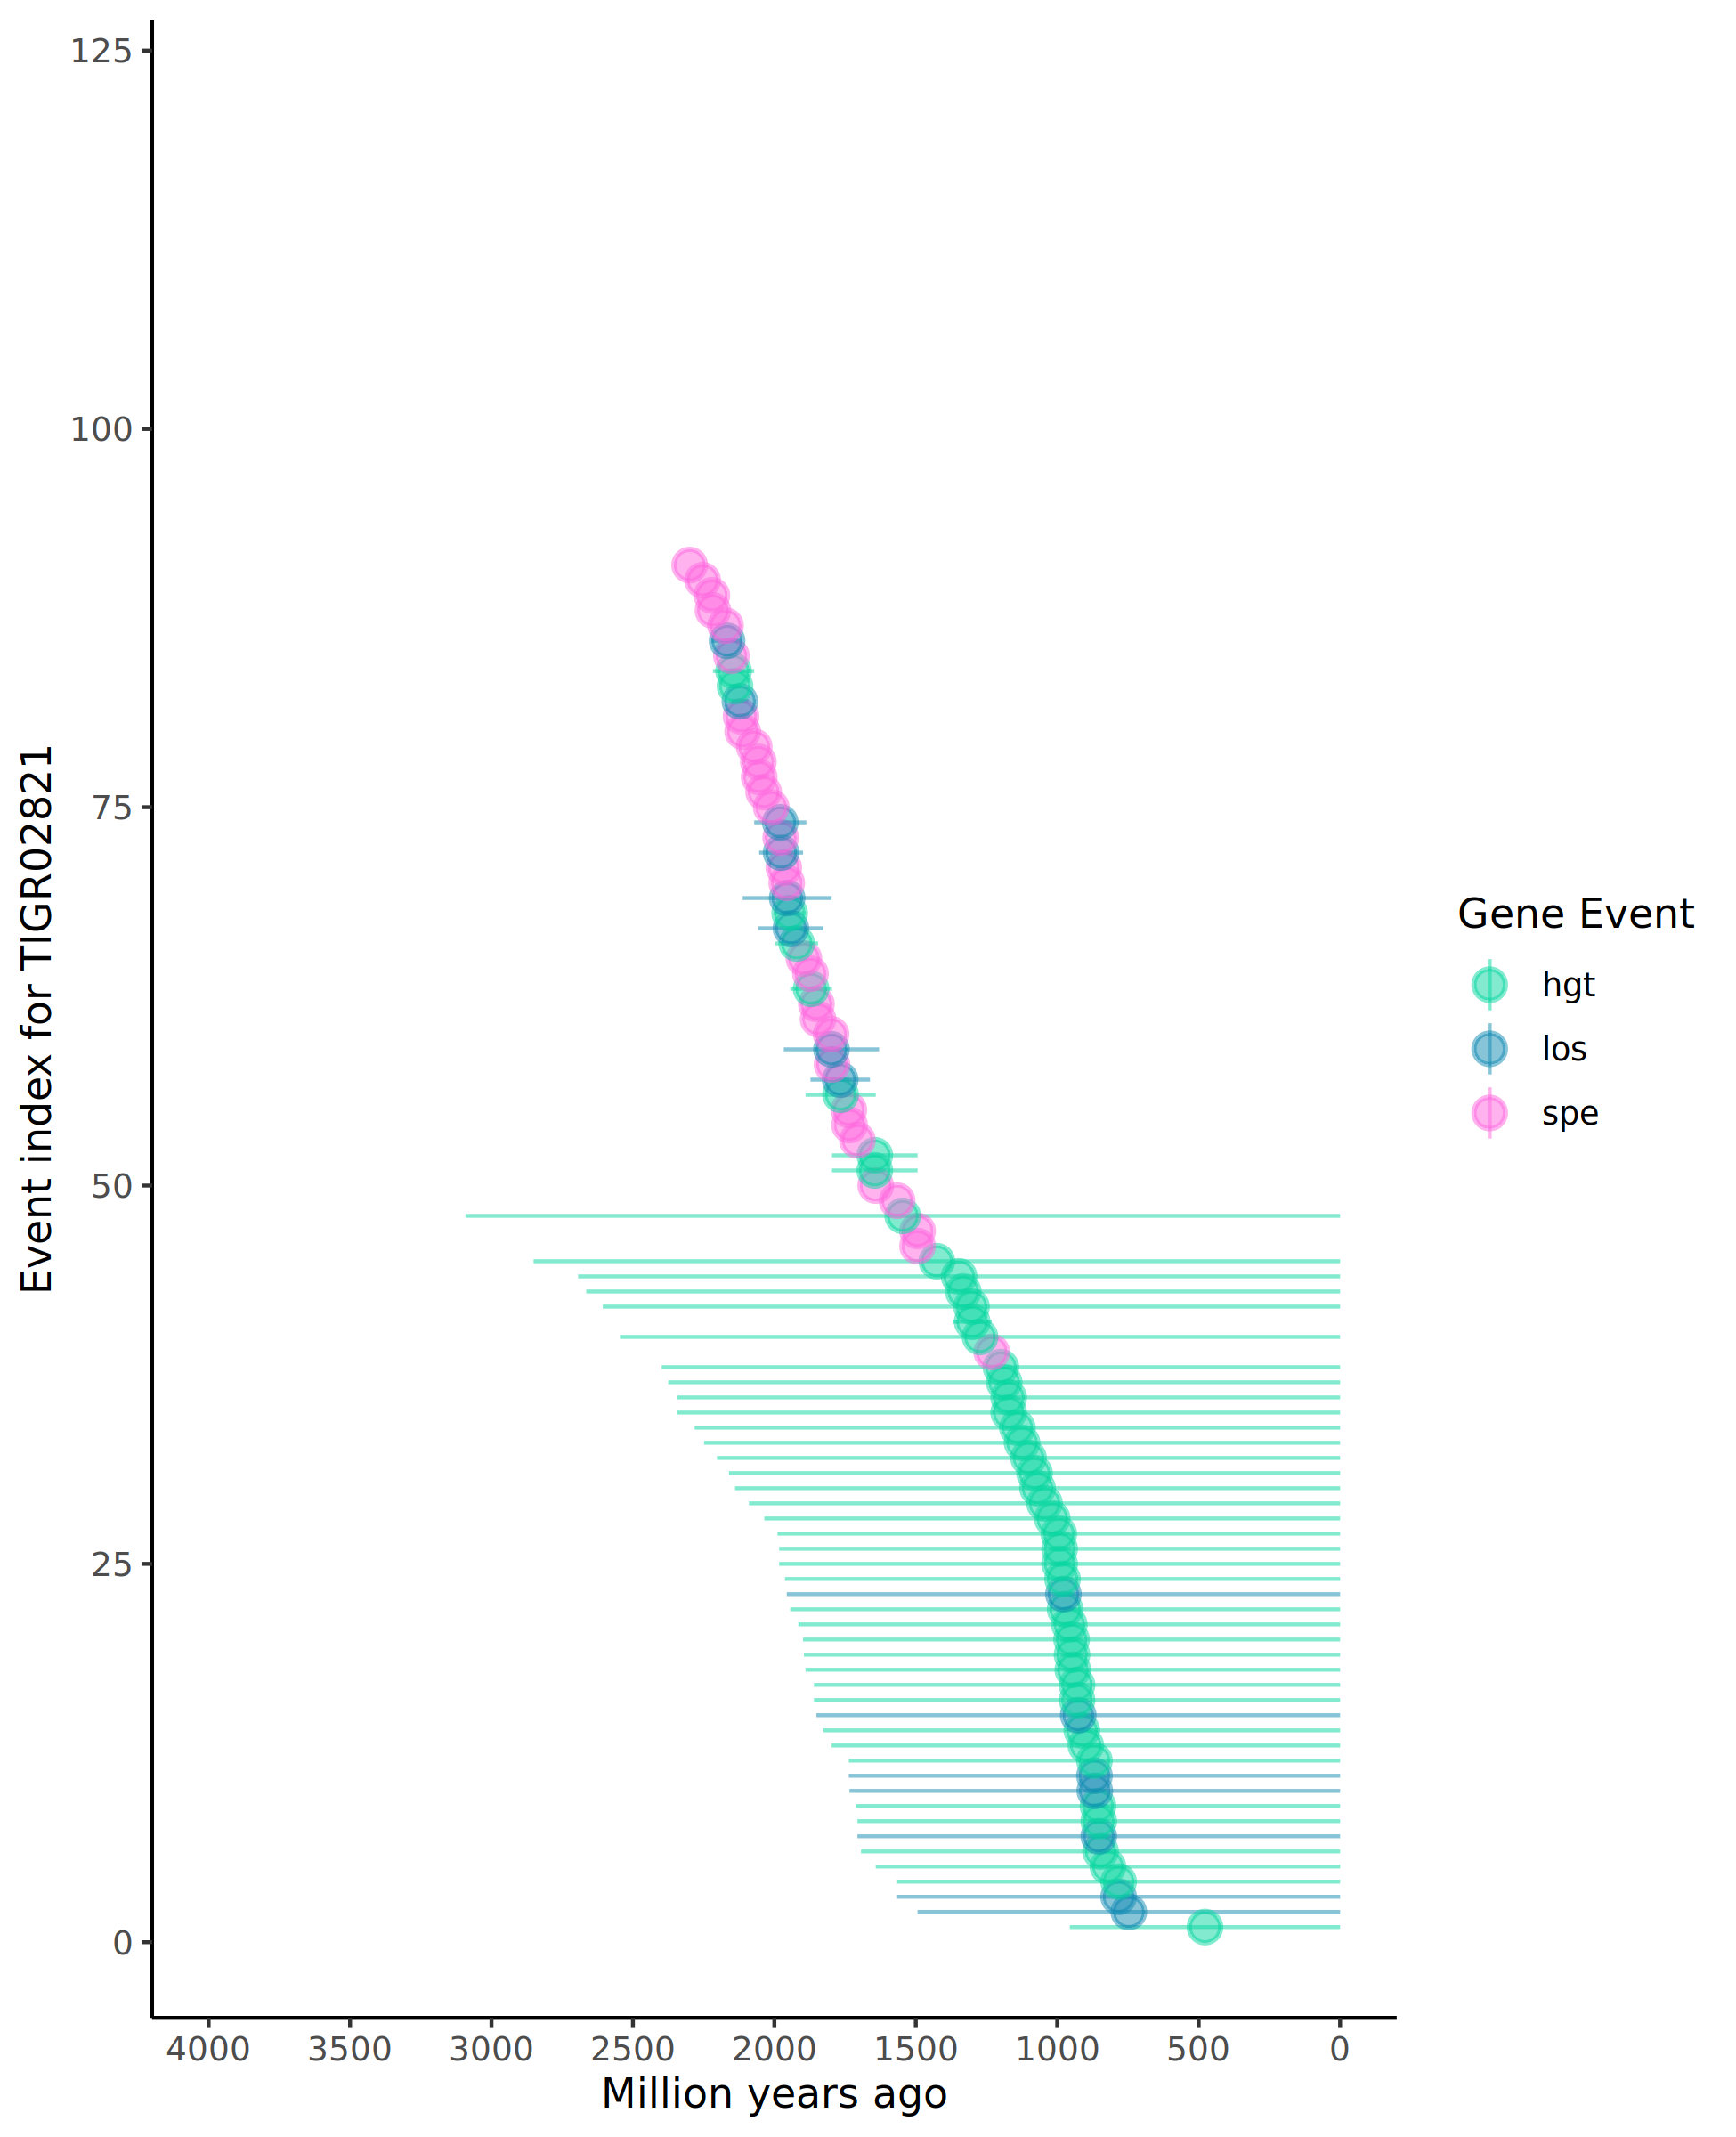 125
100
75
50
25
0
Event index for TIGR02821
4000 3500 3000 2500 2000 1500 1000 500 0
Million years ago
Gene Event
hgt
los
spe